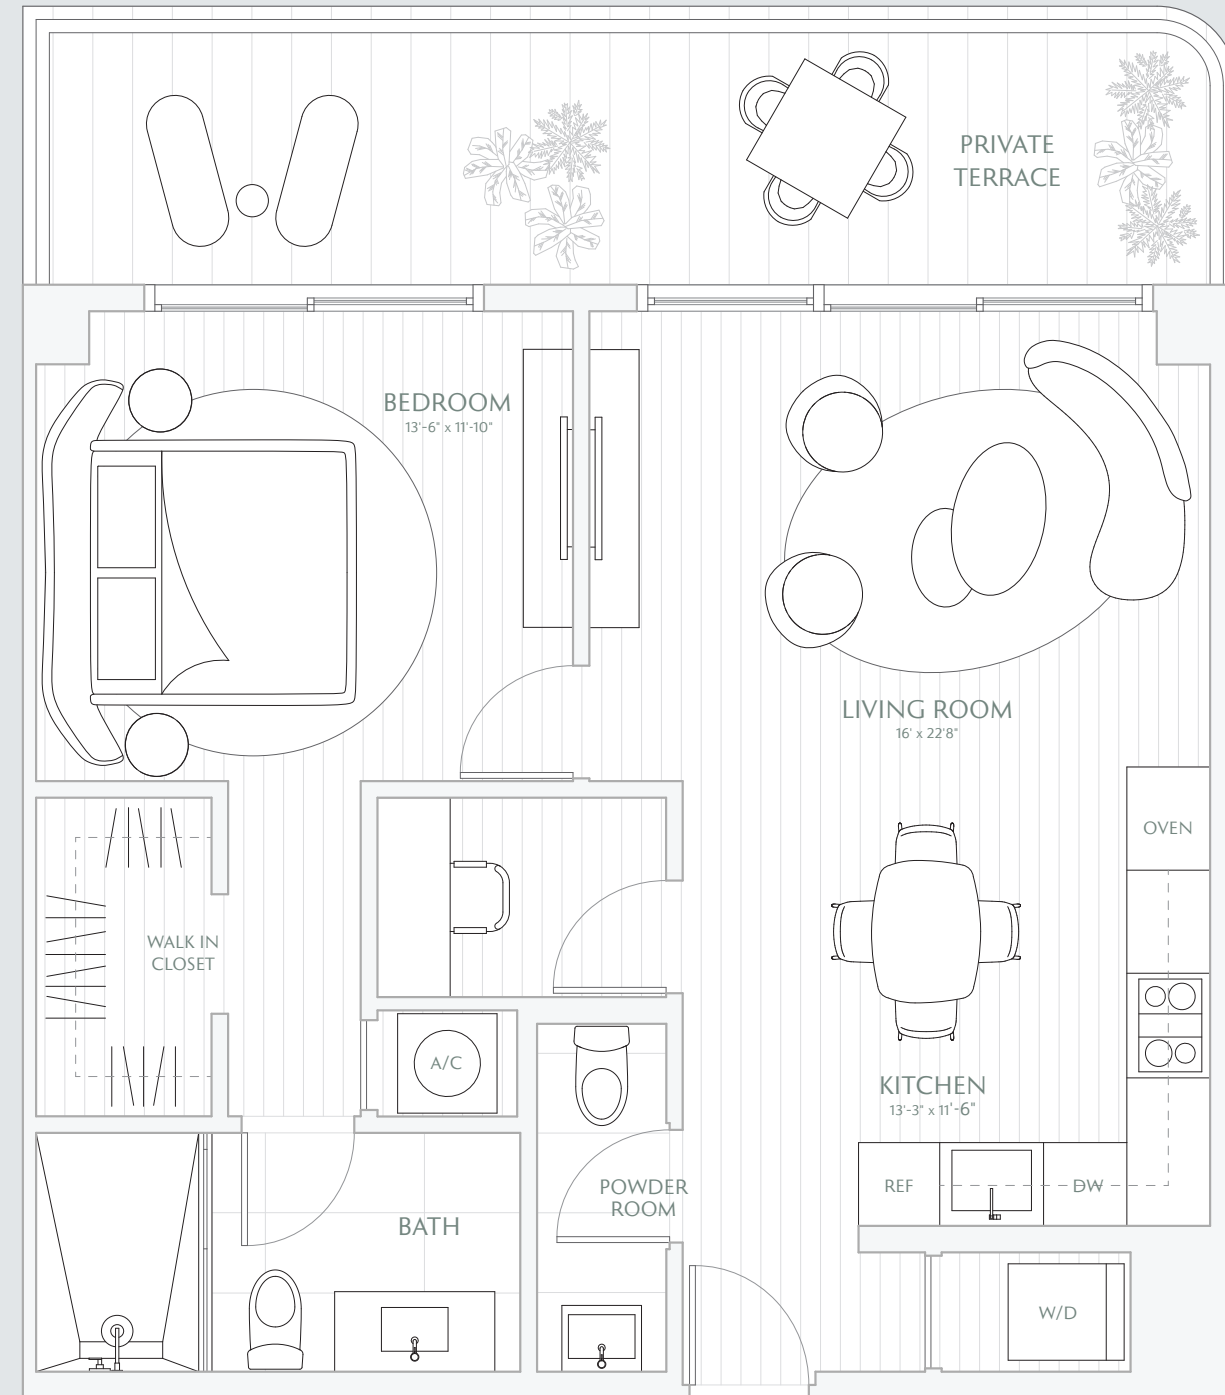 PRIVATE
TERRACE
BEDROOM
13'-6" x 11'-10"
LIVING ROOM
16' x 22'8"
OVEN
WALK IN
CLOSET
A/C
KITCHEN
13'-3" x 11'-6"
REF
DW
POWDER
ROOM
BATH
W/D